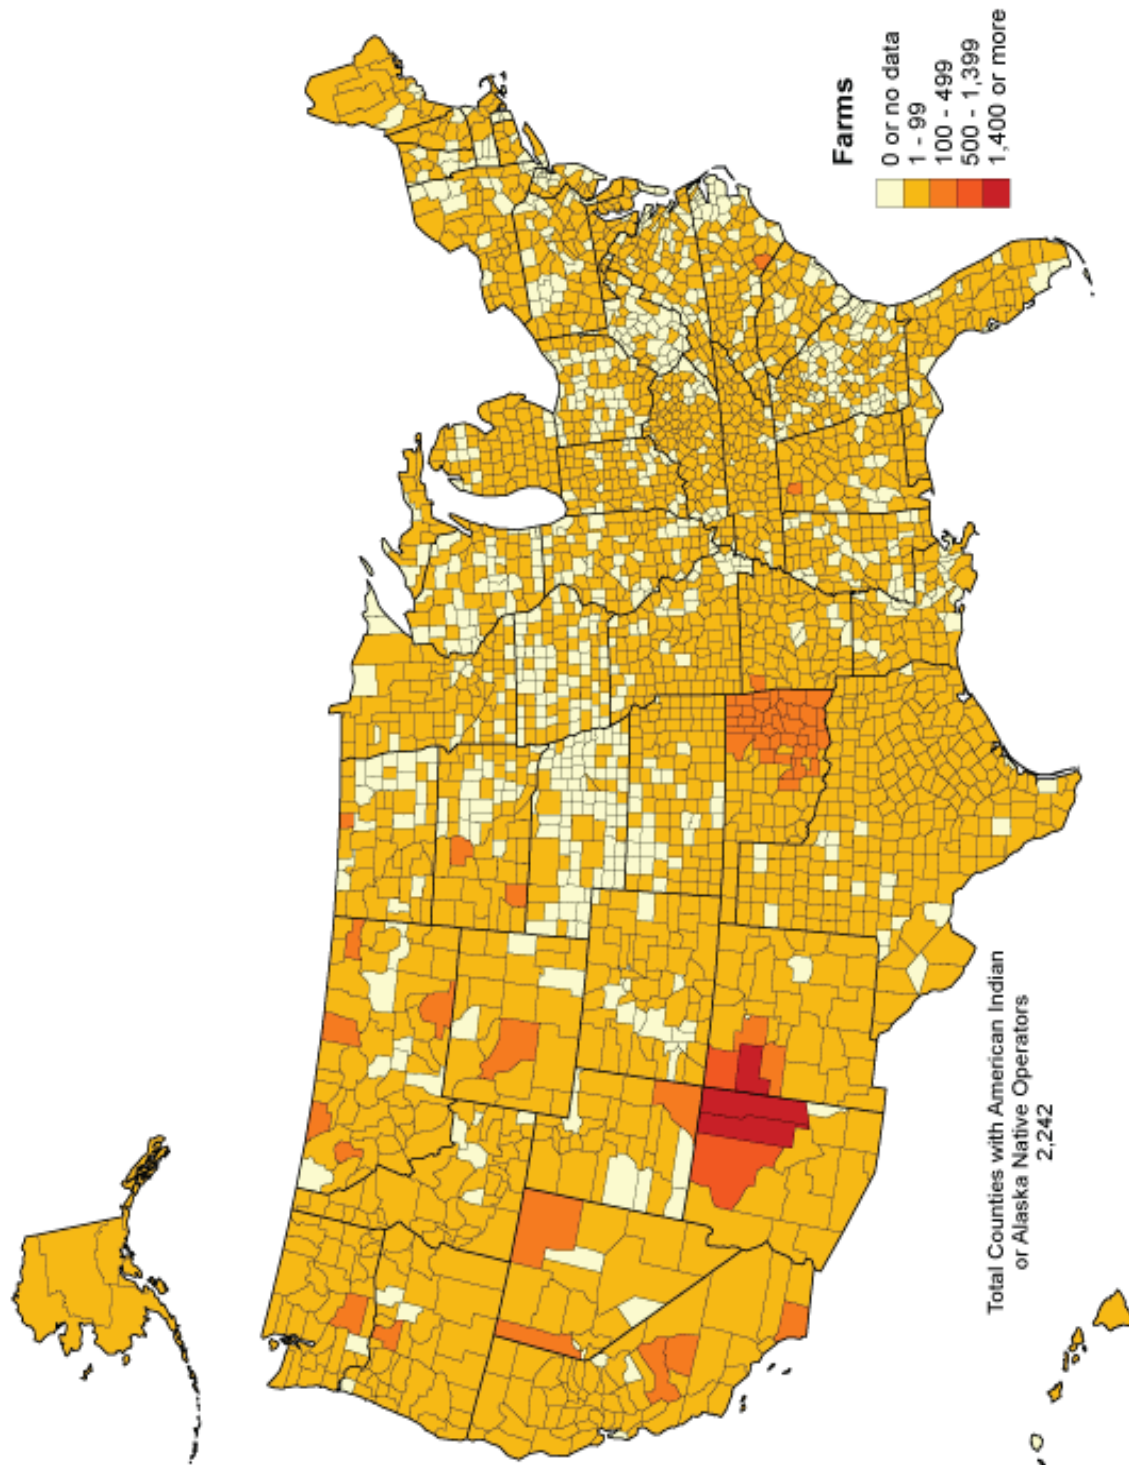 Farms
0 or no data
1 - 99
100 - 499
500 - 1,399
1,400 or more
Total Counties with American Indian
or Alaska Native Operators
2,242